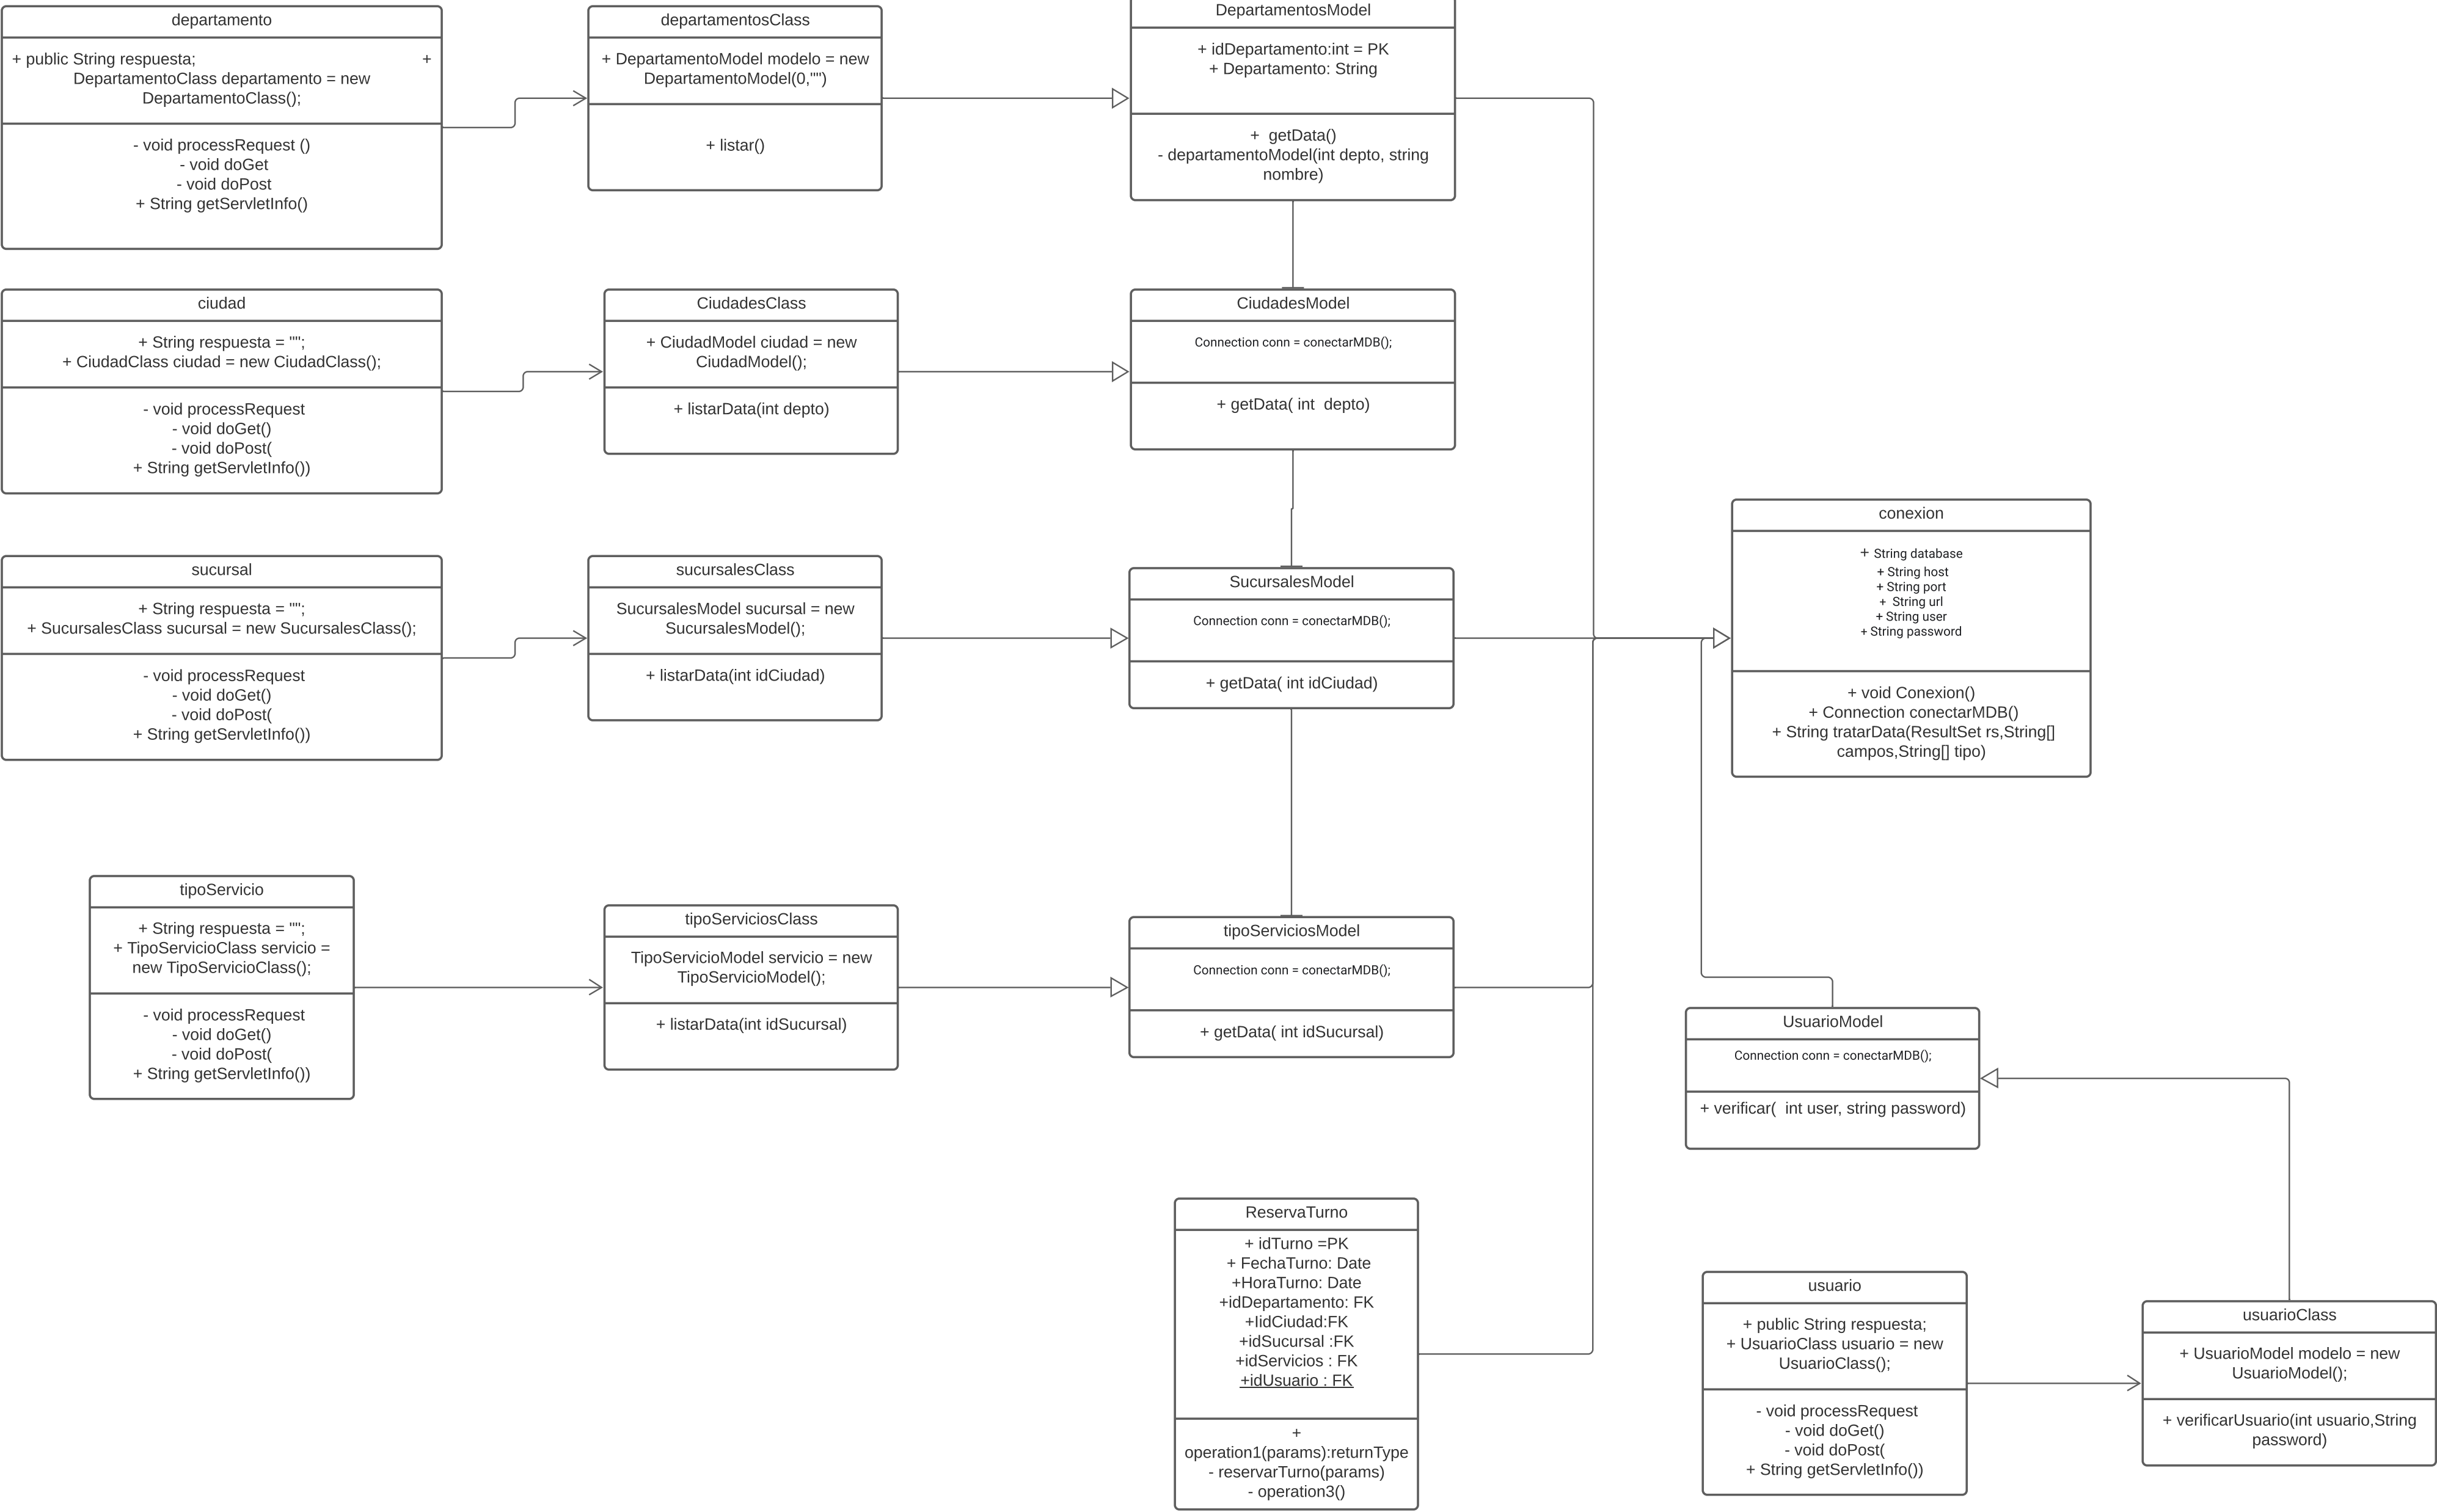 departamento
+ public String respuesta; +
DepartamentoClass departamento = new
DepartamentoClass();
- void processRequest ()
- void doGet
- void doPost
+ String getServletInfo()
departamentosClass
+ DepartamentoModel modelo = new
DepartamentoModel(0,"")
+ listar()
DepartamentosModel
+ idDepartamento:int = PK
+ Departamento: String
+ getData()
- departamentoModel(int depto, string
nombre)
ciudad
+ String respuesta = "";
+ CiudadClass ciudad = new CiudadClass();
- void processRequest
- void doGet()
- void doPost(
+ String getServletInfo())
CiudadesClass
+ CiudadModel ciudad = new
CiudadModel();
+ listarData(int depto)
CiudadesModel
Connection conn = conectarMDB();
+ getData( int depto)
sucursal
+ String respuesta = "";
+ SucursalesClass sucursal = new SucursalesClass();
- void processRequest
- void doGet()
- void doPost(
+ String getServletInfo())
sucursalesClass
SucursalesModel sucursal = new
SucursalesModel();
+ listarData(int idCiudad)
SucursalesModel
Connection conn = conectarMDB();
+ getData( int idCiudad)
conexion
+ String database
+ String host
+ String port
+ String url
+ String user
+ String password
+ void Conexion()
+ Connection conectarMDB()
+ String tratarData(ResultSet rs,String[]
campos,String[] tipo)
tipoServicio
+ String respuesta = "";
+ TipoServicioClass servicio =
new TipoServicioClass();
- void processRequest
- void doGet()
- void doPost(
+ String getServletInfo())
tipoServiciosClass
TipoServicioModel servicio = new
TipoServicioModel();
+ listarData(int idSucursal)
tipoServiciosModel
Connection conn = conectarMDB();
+ getData( int idSucursal)
UsuarioModel
Connection conn = conectarMDB();
+ verificar( int user, string password)
ReservaTurno
+ idTurno =PK
+ FechaTurno: Date
+HoraTurno: Date
+idDepartamento: FK
+IidCiudad:FK
+idSucursal :FK
+idServicios : FK
+idUsuario : FK
+
operation1(params):returnType
- reservarTurno(params)
- operation3()
usuario
+ public String respuesta;
+ UsuarioClass usuario = new
UsuarioClass();
- void processRequest
- void doGet()
- void doPost(
+ String getServletInfo())
usuarioClass
+ UsuarioModel modelo = new
UsuarioModel();
+ verificarUsuario(int usuario,String
password)